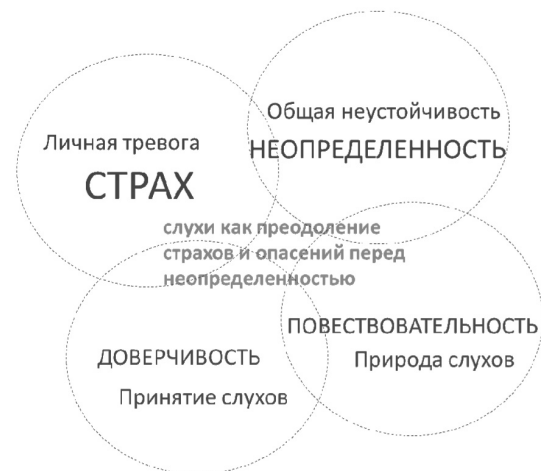 Общая неустойчивость
НЕОПРЕДЕЛЕННОСТЬ
Личная тревога
СТРАХ
слухи как преодоление
страхов и опасений перед
неопределенностью
ДОВЕРЧИВОСТЬ
Принятие слухов
ПОВЕСТВОВАТЕЛЬНОСТЬ
Природа слухов